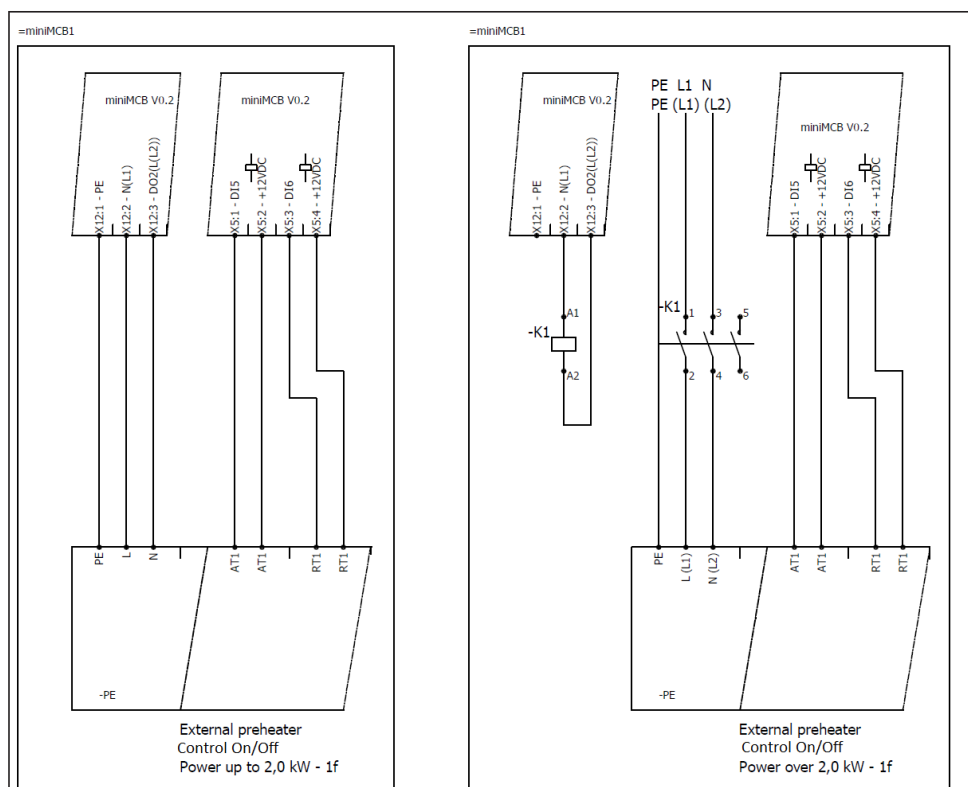 =miniMCB1
miniMCB V0.2
miniMCB V0.2
X12:1 - PE
X12:2 - N(L1)
X12:3 - DO2(L(L2))
X5:1 - DI5
X5:2 - +12VDC
X5:3 - DI6
X5:4 - +12VDC
PE
L
N
AT1
AT1
RT1
RT1
-PE
External preheater
Control On/Off
Power up to 2,0 kW - 1f
=miniMCB1
miniMCB V0.2
PE L1 N
PE (L1) (L2)
miniMCB V0.2
X12:1 - PE
X12:2 - N(L1)
X12:3 - DO2(L(L2))
X5:1 - DI5
X5:2 - +12VDC
X5:3 - DI6
X5:4 - +12VDC
A1
-K1
A2
-K1
1
3
5
2
4
6
PE
L (L1)
N (L2)
AT1
AT1
RT1
RT1
-PE
External preheater
Control On/Off
Power over 2,0 kW - 1f